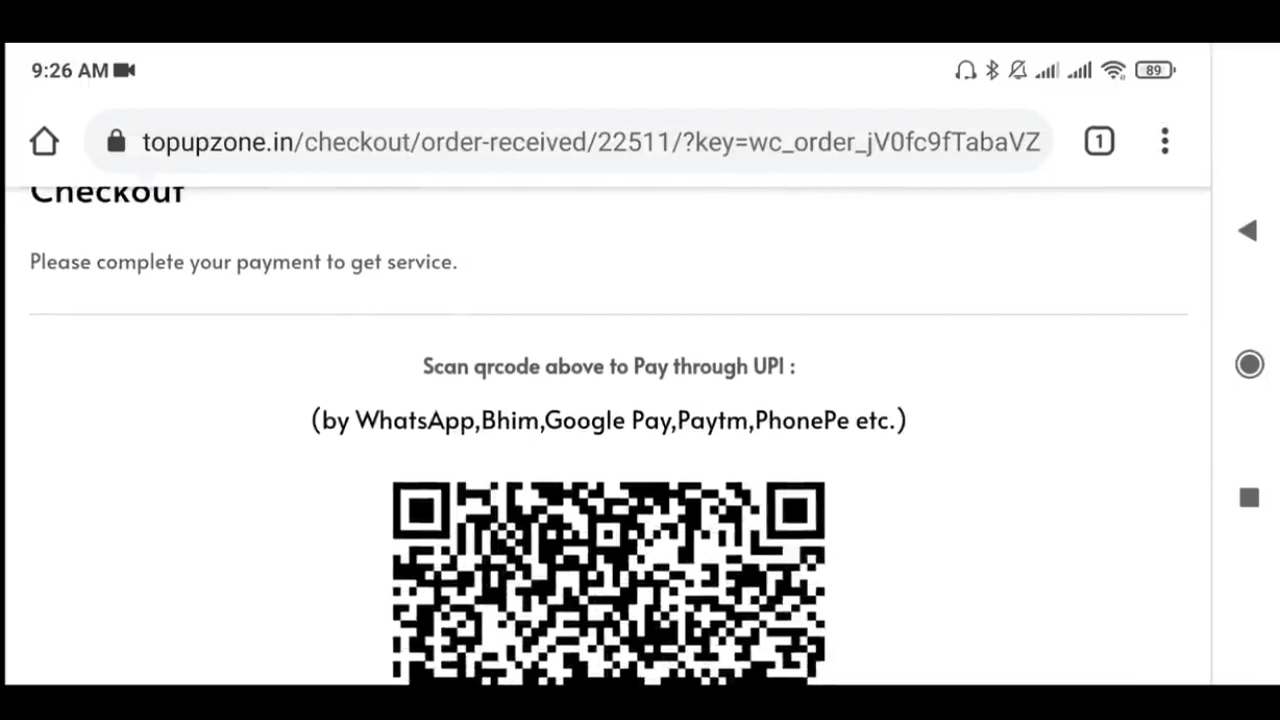 9:26 AM
89
topupzone.in/checkout/order-received/22511/?key=wc_order_jV0fc9fTabaVZ
1
Checkout
Please complete your payment to get service.
Scan qrcode above to Pay through UPI :
(by WhatsApp,Bhim,Google Pay,Paytm,PhonePe etc.)